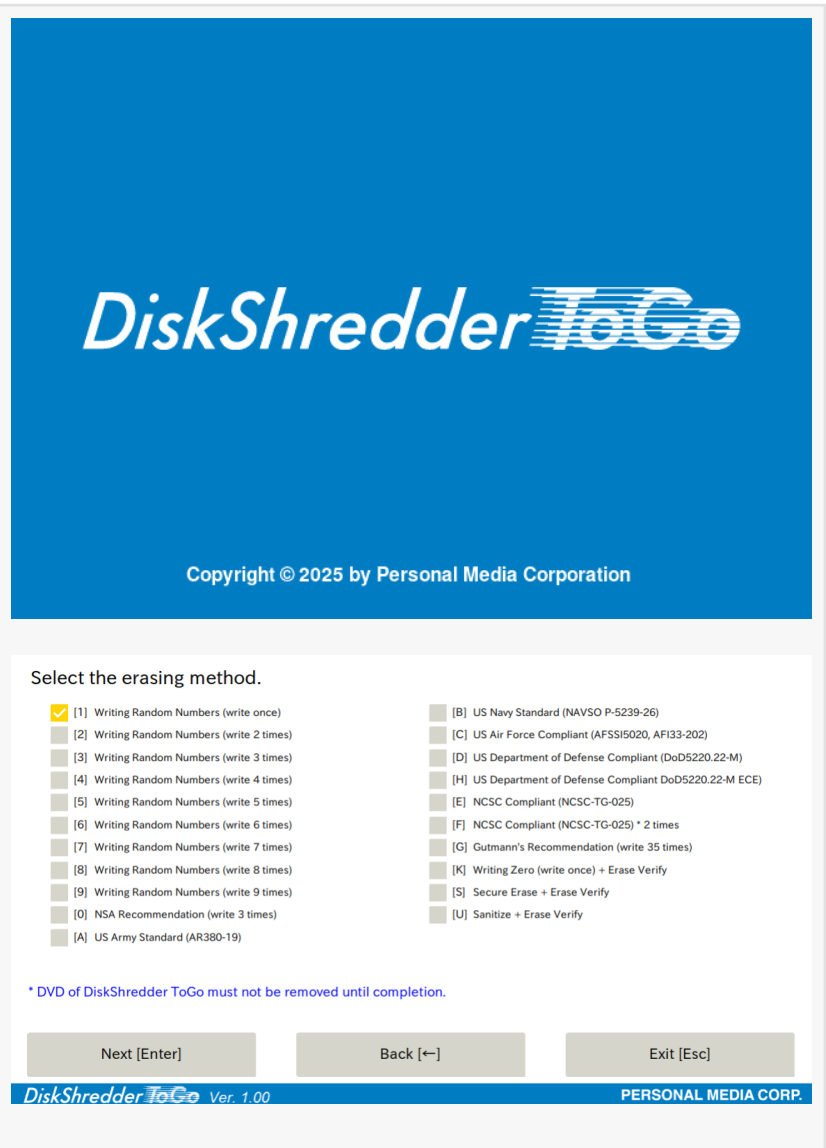 DiskShredder ToGo
Copyright © 2025 by Personal Media Corporation
Select the erasing method.
[1] Writing Random Numbers (write once)
[2] Writing Random Numbers (write 2 times)
[3] Writing Random Numbers (write 3 times)
[4] Writing Random Numbers (write 4 times)
[5] Writing Random Numbers (write 5 times)
[6] Writing Random Numbers (write 6 times)
[7] Writing Random Numbers (write 7 times)
[8] Writing Random Numbers (write 8 times)
[9] Writing Random Numbers (write 9 times)
[0] NSA Recommendation (write 3 times)
[A] US Army Standard (AR380-19)
[B] US Navy Standard (NAVSO P-5239-26)
[C] US Air Force Compliant (AFSSI5020, AFI33-202)
[D] US Department of Defense Compliant (DoD5220.22-M)
[H] US Department of Defense Compliant DoD5220.22-M ECE)
[E] NCSC Compliant (NCSC-TG-025)
[F] NCSC Compliant (NCSC-TG-025) * 2 times
[G] Gutmann's Recommendation (write 35 times)
[K] Writing Zero (write once) + Erase Verify
[S] Secure Erase + Erase Verify
[U] Sanitize + Erase Verify
* DVD of DiskShredder ToGo must not be removed until completion.
Next [Enter]
Back [←]
Exit [Esc]
DiskShredder ToGo Ver. 1.00
PERSONAL MEDIA CORP.